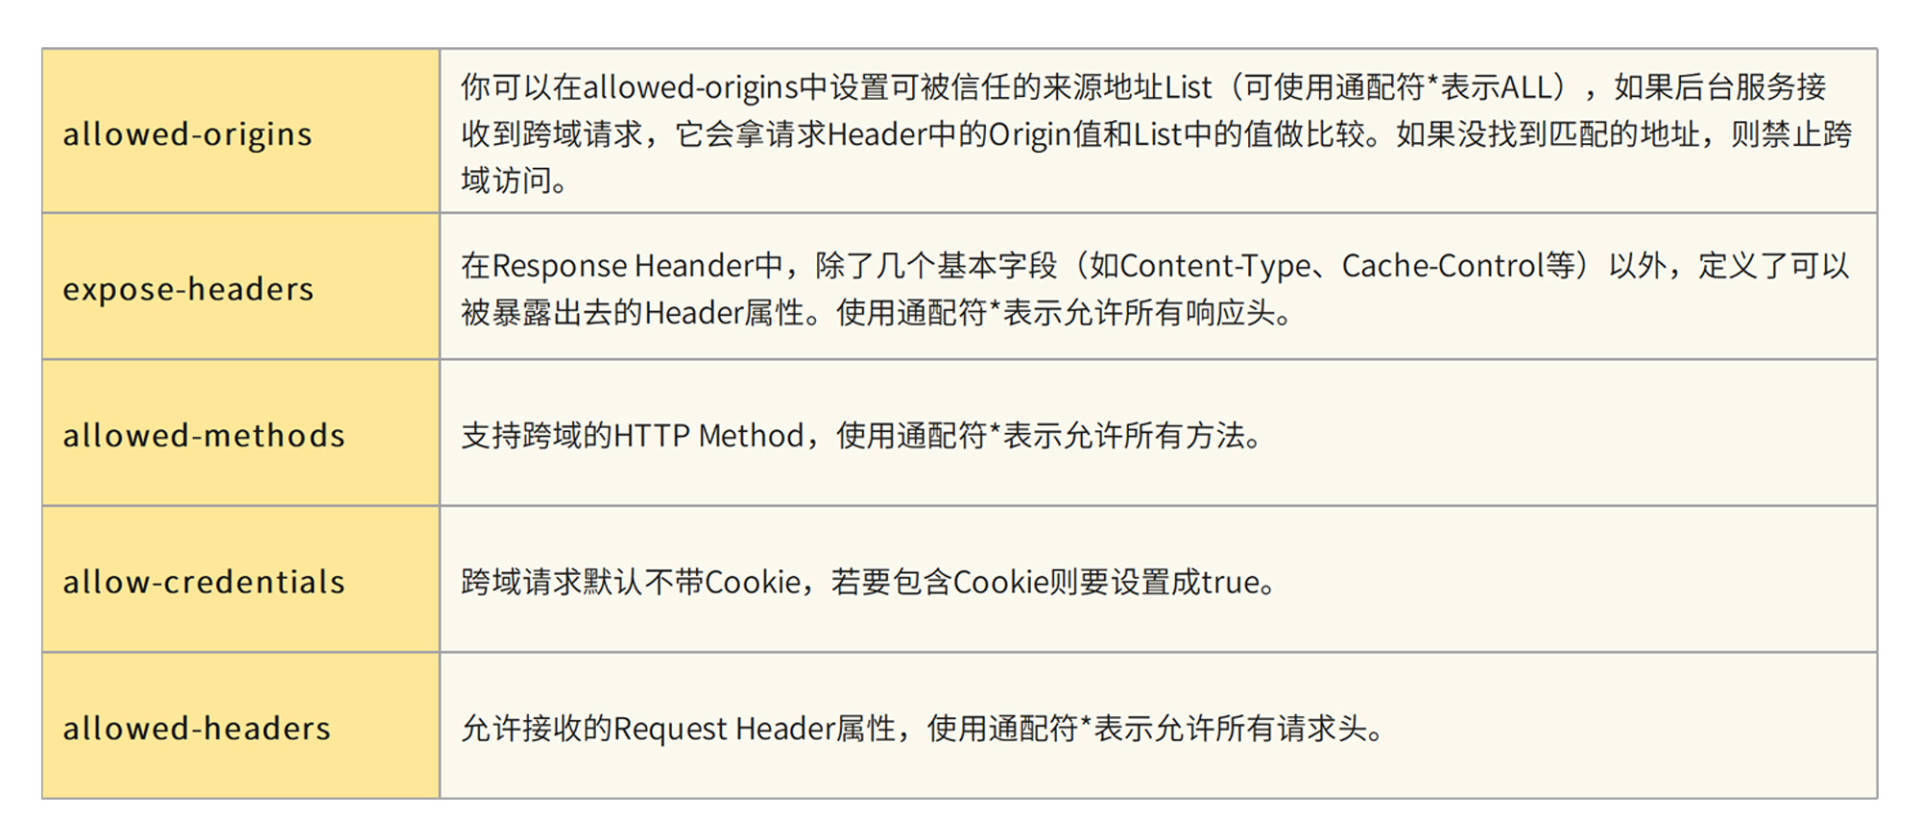 allowed-origins
你可以在allowed-origins中设置可被信任的来源地址List（可使用通配符*表示ALL），如果后台服务接
收到跨域请求，它会拿请求Header中的Origin值和List中的值做比较。如果没找到匹配的地址，则禁止跨
域访问。
expose-headers
在Response Heander中，除了几个基本字段（如Content-Type、Cache-Control等）以外，定义了可以
被暴露出去的Header属性。使用通配符*表示允许所有响应头。
allowed-methods
支持跨域的HTTP Method，使用通配符*表示允许所有方法。
allow-credentials
跨域请求默认不带Cookie，若要包含Cookie则要设置成true。
allowed-headers
允许接收的Request Header属性，使用通配符*表示允许所有请求头。